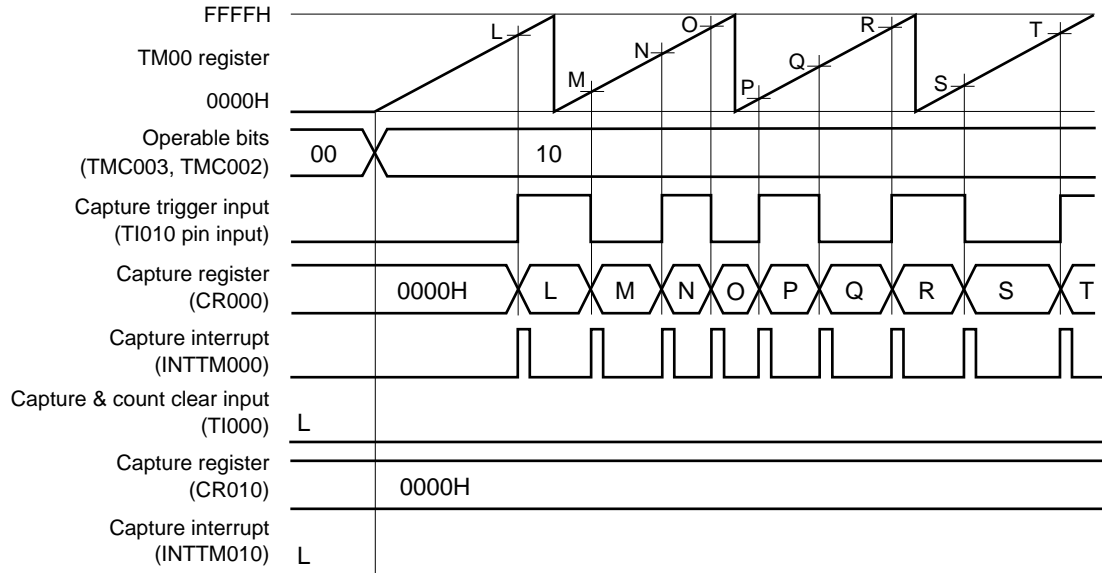 FFFFH
TM00 register
0000H
L M N O P Q R S T
Operable bits
(TMC003, TMC002)
00 10
Capture trigger input
(TI010 pin input)
Capture register
(CR000)
0000H L M N O P Q R S T
Capture interrupt
(INTTM000)
Capture & count clear input
(TI000)
L
Capture register
(CR010)
0000H
Capture interrupt
(INTTM010)
L